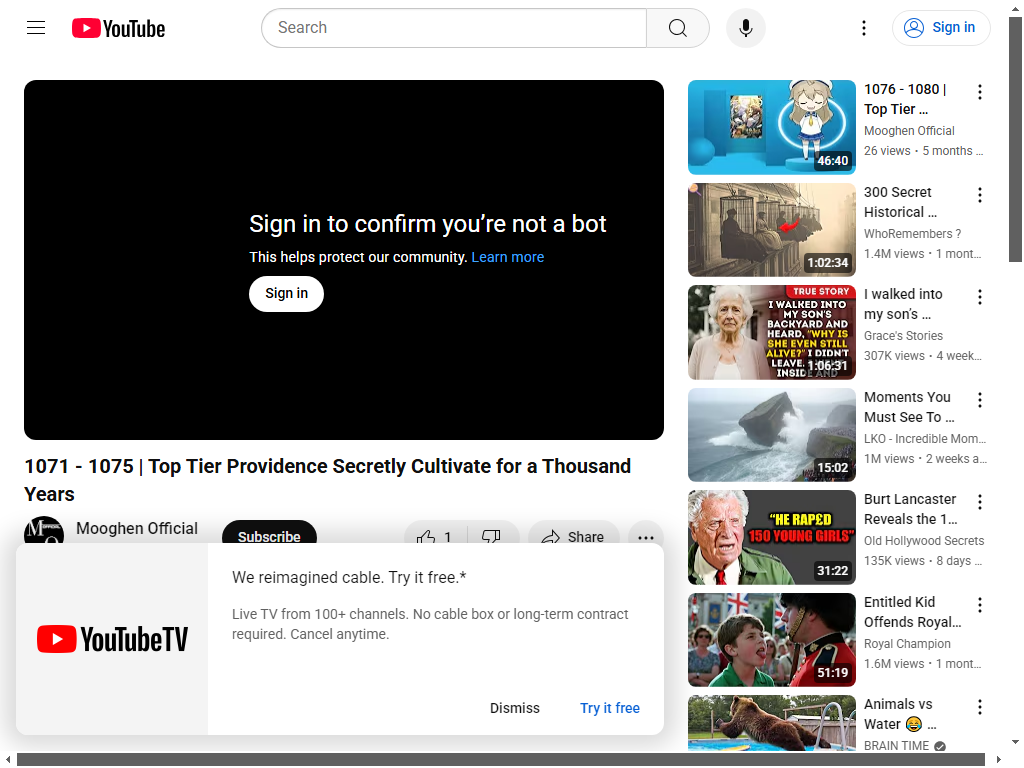 YouTube
Search
Sign in
Sign in to confirm you’re not a bot
This helps protect our community. Learn more
Sign in
1071 - 1075 | Top Tier Providence Secretly Cultivate for a Thousand
Years
Mooghen Official
Subscribe
1
Share
YouTubeTV
We reimagined cable. Try it free.*
Live TV from 100+ channels. No cable box or long-term contract
required. Cancel anytime.
Dismiss
Try it free
46:40
1076 - 1080 |
Top Tier ...
Mooghen Official
26 views • 5 months ...
1:02:34
300 Secret
Historical ...
WhoRemembers ?
1.4M views • 1 mont...
TRUE STORY
I WALKED INTO
MY SON'S
BACKYARD AND
HEARD, "WHY IS
SHE EVEN STILL
ALIVE?" I DIDN'T
LEAVE.
INSIDE AND
1:06:31
I walked into
my son’s ...
Grace's Stories
307K views • 4 week...
15:02
Moments You
Must See To ...
LKO - Incredible Mom...
1M views • 2 weeks a...
"HE RAP£D
150 YOUNG GIRLS"
31:22
Burt Lancaster
Reveals the 1...
Old Hollywood Secrets
135K views • 8 days ...
51:19
Entitled Kid
Offends Royal...
Royal Champion
1.6M views • 1 mont...
Animals vs
Water 😂 ...
BRAIN TIME